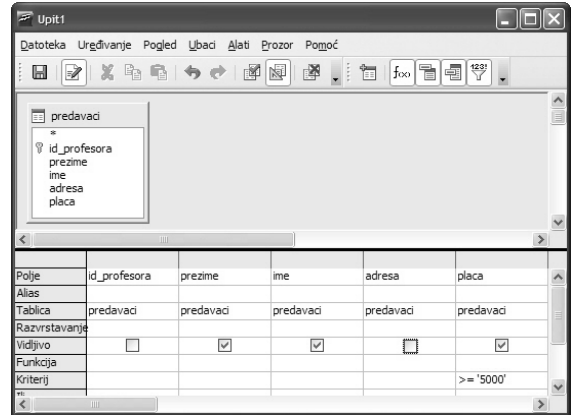 Upit1
Datoteka Uređivanje Pogled Ubaci Alati Prozor Pomoć
predavaci
*
id_profesora
prezime
ime
adresa
placa
Polje id_profesora prezime ime adresa placa
Alias
Tablica predavaci predavaci predavaci predavaci predavaci
Razvrstavanje
Vidljivo
Funkcija
Kriterij >= '5000'